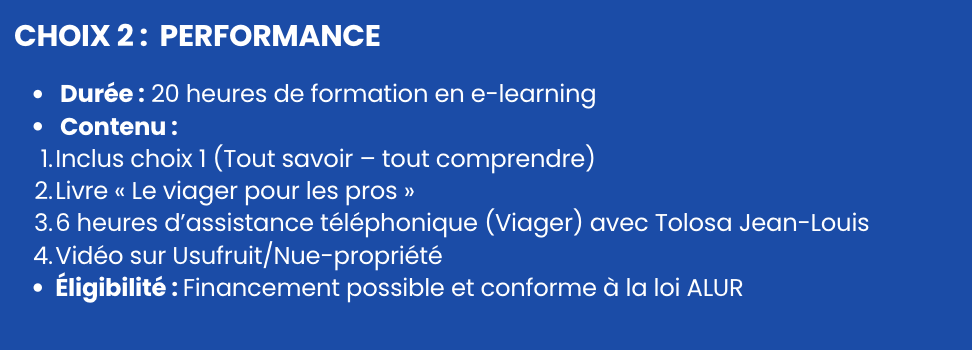 CHOIX 2 : PERFORMANCE
• Durée : 20 heures de formation en e-learning
• Contenu :
1. Inclus choix 1 (Tout savoir – tout comprendre)
2. Livre « Le viager pour les pros »
3. 6 heures d’assistance téléphonique (Viager) avec Tolosa Jean-Louis
4. Vidéo sur Usufruit/Nue-propriété
• Éligibilité : Financement possible et conforme à la loi ALUR